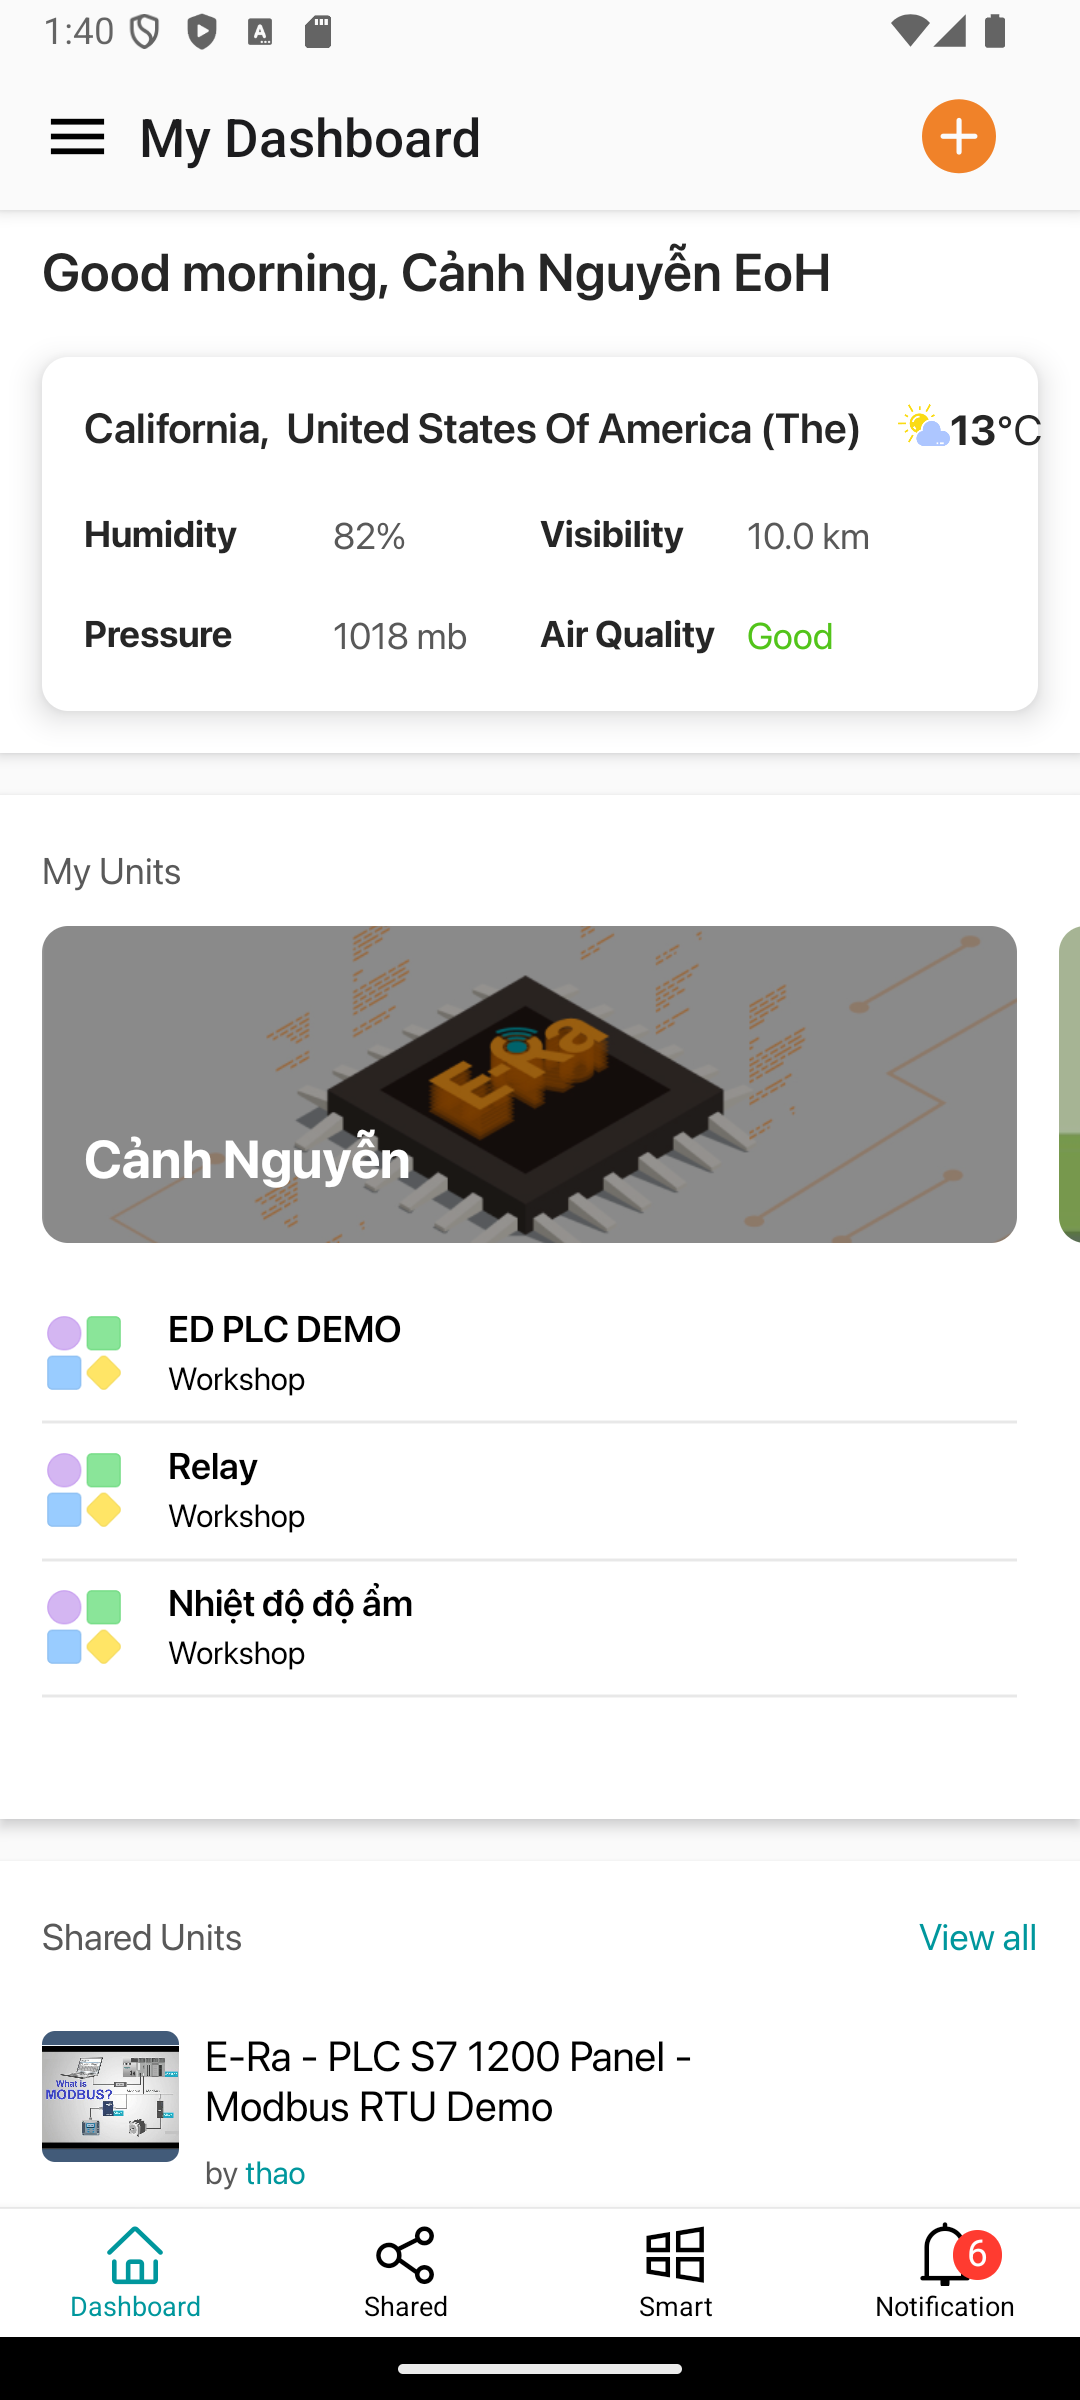 1:40
My Dashboard
Good morning, Cảnh Nguyễn EoH
California,  United States Of America (The) 13°C
Humidity 82% Visibility 10.0 km
Pressure 1018 mb Air Quality Good
My Units
E-Ra
Cảnh Nguyễn
ED PLC DEMO
Workshop
Relay
Workshop
Nhiệt độ độ ẩm
Workshop
Shared Units View all
What is
MODBUS?
E-Ra - PLC S7 1200 Panel -
Modbus RTU Demo
by thao
6
Dashboard Shared Smart Notification